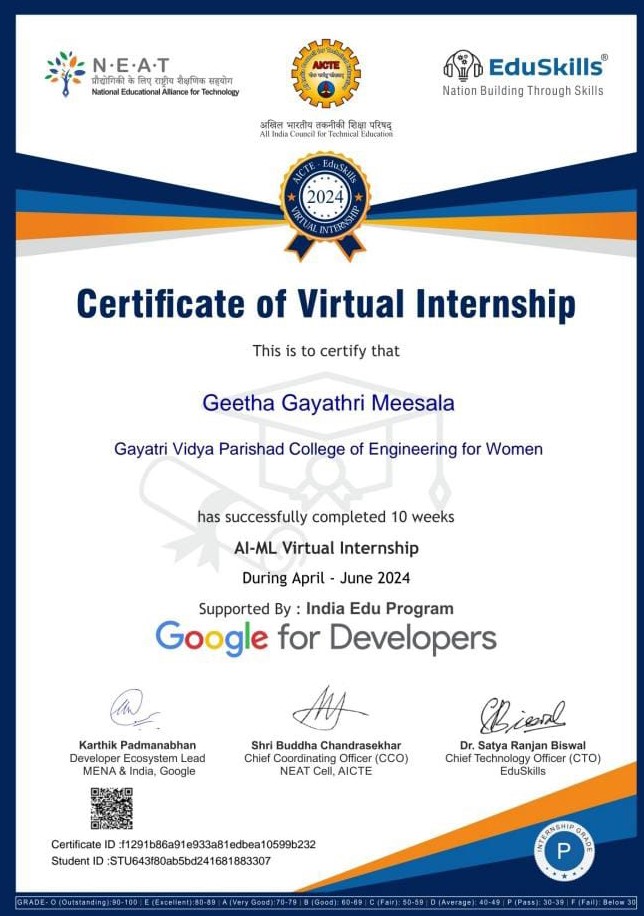 N·E·A·T
प्रौद्योगिकी के लिए राष्ट्रीय शैक्षणिक सहयोग
National Educational Alliance for Technology
AICTE
अखिल भारतीय तकनीकी शिक्षा परिषद्
All India Council for Technical Education
EduSkills®
Nation Building Through Skills
AICTE - EduSkills
2024
VIRTUAL INTERNSHIP
Certificate of Virtual Internship
This is to certify that
Geetha Gayathri Meesala
Gayatri Vidya Parishad College of Engineering for Women
has successfully completed 10 weeks
AI-ML Virtual Internship
During April - June 2024
Supported By : India Edu Program
Google for Developers
Karthik Padmanabhan
Developer Ecosystem Lead
MENA & India, Google
Shri Buddha Chandrasekhar
Chief Coordinating Officer (CCO)
NEAT Cell, AICTE
Biswal
Dr. Satya Ranjan Biswal
Chief Technology Officer (CTO)
EduSkills
Certificate ID :f1291b86a91e933a81edbea10599b232
Student ID :STU643f80ab5bd241681883307
INTERNSHIP GRADE
P
GRADE- O (Outstanding):90-100 | E (Excellent):80-89 | A (Very Good):70-79 | B (Good): 60-69 | C (Fair): 50-59 | D (Average): 40-49 | P (Pass): 30-39 | F (Fail): Below 30